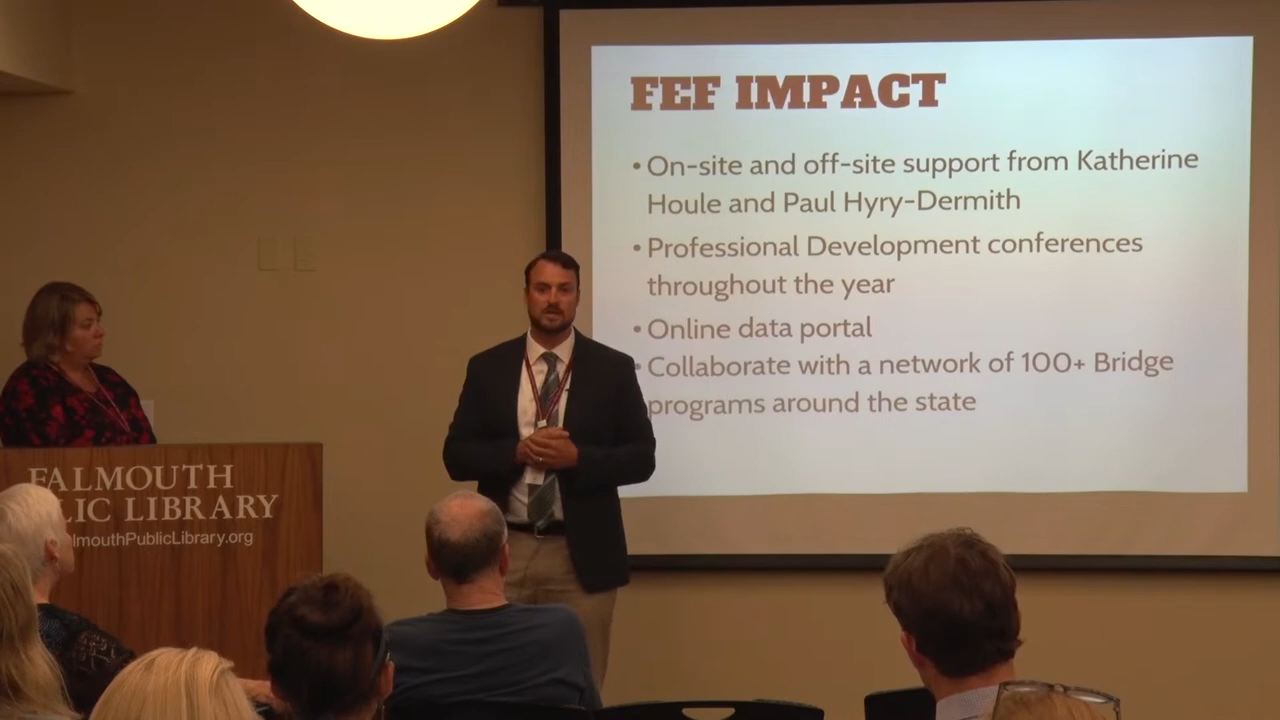 FEF IMPACT
• On-site and off-site support from Katherine
Houle and Paul Hyry-Dermith
• Professional Development conferences
throughout the year
• Online data portal
• Collaborate with a network of 100+ Bridge
programs around the state
FALMOUTH
LIC LIBRARY
lmouthPublicLibrary.org